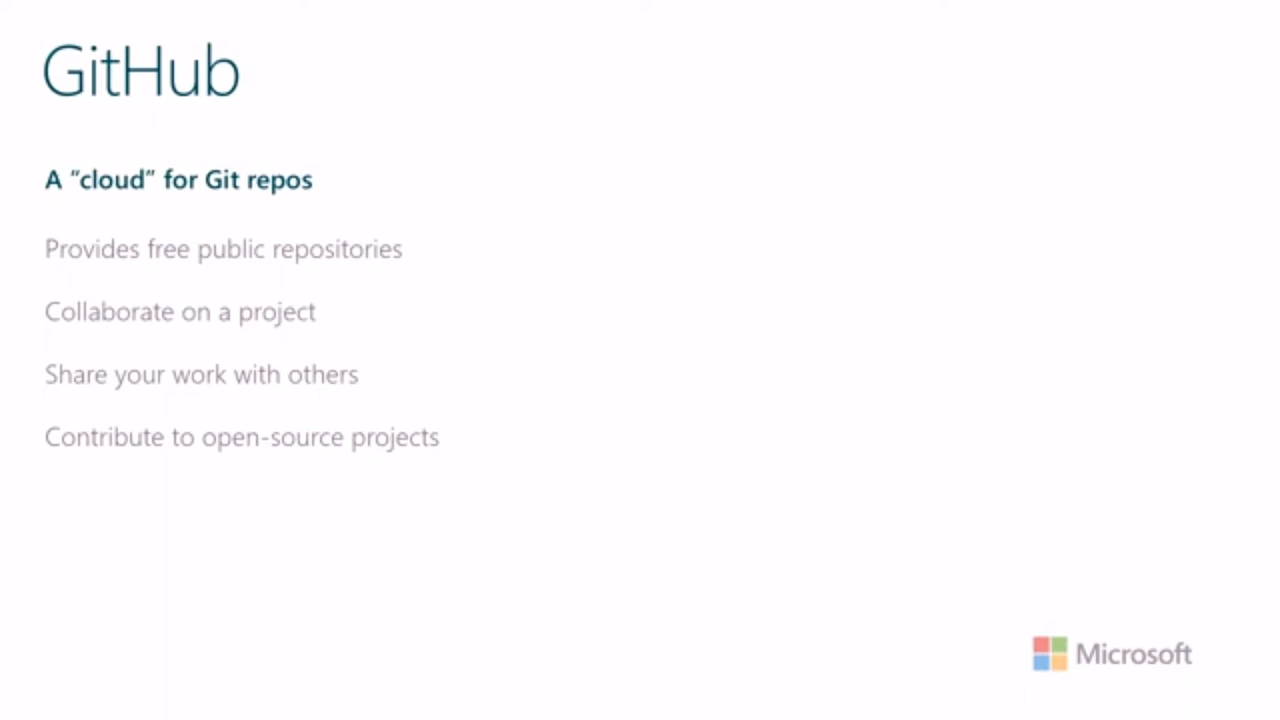 GitHub
A “cloud” for Git repos
Provides free public repositories
Collaborate on a project
Share your work with others
Contribute to open-source projects
Microsoft